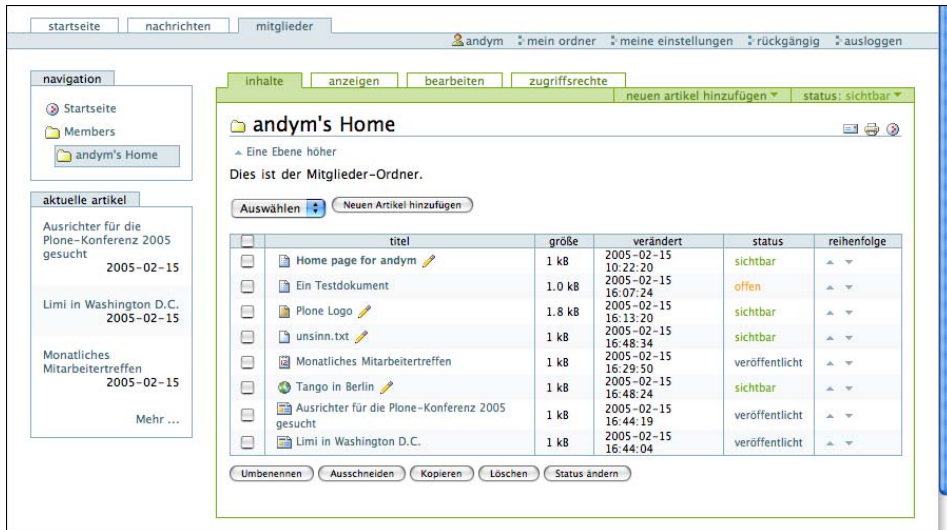 startseite nachrichten mitglieder
andym mein ordner meine einstellungen rückgängig ausloggen
navigation
Startseite
Members
andym's Home
aktuelle artikel
Ausrichter für die
Plone-Konferenz 2005
gesucht
2005-02-15
Limi in Washington D.C.
2005-02-15
Monatliches
Mitarbeitertreffen
2005-02-15
Mehr ...
inhalte anzeigen bearbeiten zugriffsrechte
neuen artikel hinzufügen status: sichtbar
andym's Home
Eine Ebene höher
Dies ist der Mitglieder-Ordner.
Auswählen Neuen Artikel hinzufügen
titel größe verändert status reihenfolge
Home page for andym 1 kB 2005-02-15 sichtbar
10:22:20
Ein Testdokument 1.0 kB 2005-02-15 offen
16:07:24
Plone Logo 1.8 kB 2005-02-15 sichtbar
16:13:20
unsinn.txt 1 kB 2005-02-15 sichtbar
16:48:34
Monatliches Mitarbeitertreffen 1 kB 2005-02-15 veröffentlicht
16:29:50
Tango in Berlin 1 kB 2005-02-15 sichtbar
16:48:24
Ausrichter für die Plone-Konferenz 2005 1 kB 2005-02-15 veröffentlicht
gesucht 16:44:19
Limi in Washington D.C. 1 kB 2005-02-15 veröffentlicht
16:44:04
Umbenennen Ausschneiden Kopieren Löschen Status ändern